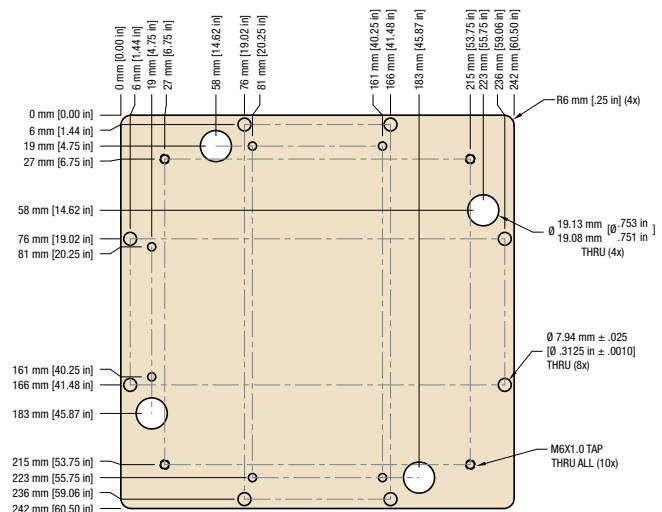 0 mm [0.00 in]
6 mm [1.44 in]
19 mm [4.75 in]
27 mm [6.75 in]
58 mm [14.62 in]
76 mm [19.02 in]
81 mm [20.25 in]
161 mm [40.25 in]
166 mm [41.48 in]
183 mm [45.87 in]
215 mm [53.75 in]
223 mm [55.75 in]
236 mm [59.06 in]
242 mm [60.50 in]
R6 mm [.25 in] (4x)
0 mm [0.00 in]
6 mm [1.44 in]
19 mm [4.75 in]
27 mm [6.75 in]
58 mm [14.62 in]
76 mm [19.02 in]
81 mm [20.25 in]
161 mm [40.25 in]
166 mm [41.48 in]
183 mm [45.87 in]
215 mm [53.75 in]
223 mm [55.75 in]
236 mm [59.06 in]
242 mm [60.50 in]
Ø 19.13 mm [Ø .753 in
19.08 mm .751 in ]
THRU (4x)
Ø 7.94 mm ± .025
[Ø .3125 in ± .0010]
THRU (8x)
M6X1.0 TAP
THRU ALL (10x)